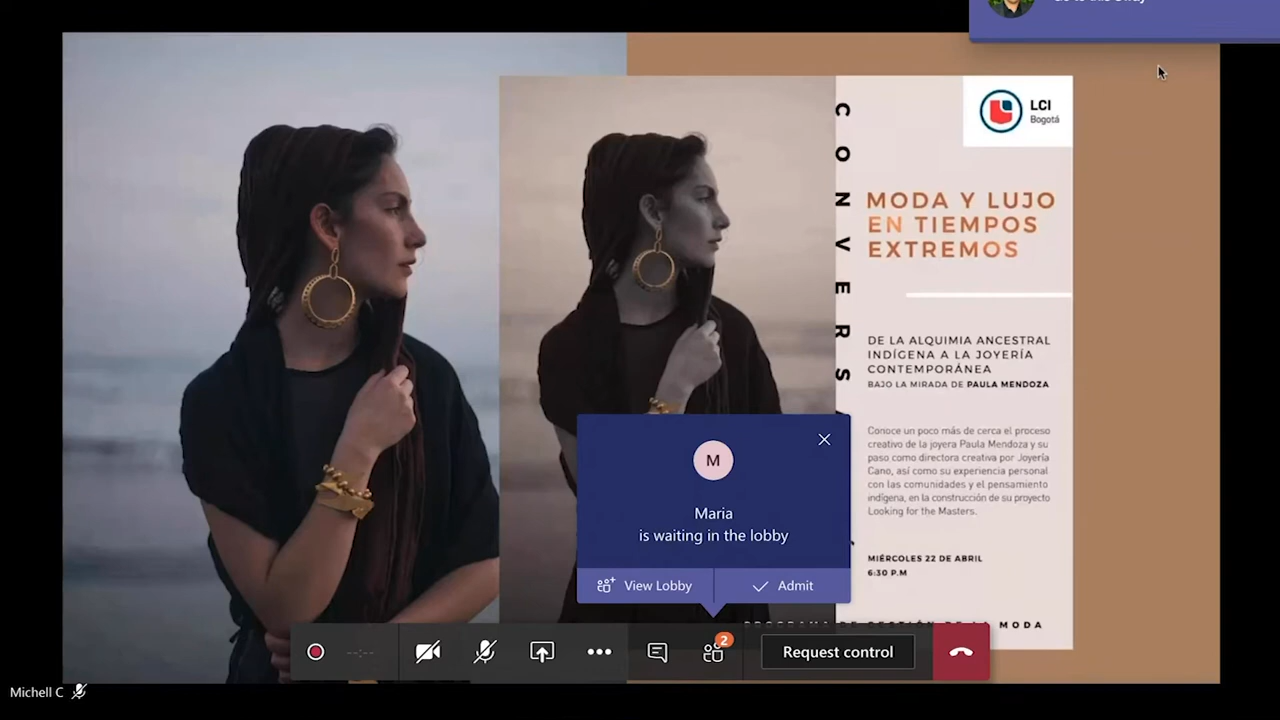 LCI
Bogotá
CONVERS
MODA Y LUJO
EN TIEMPOS
EXTREMOS
DE LA ALQUIMIA ANCESTRAL
INDÍGENA A LA JOYERÍA
CONTEMPORÁNEA
BAJO LA MIRADA DE PAULA MENDOZA
Conoce un poco más de cerca el proceso
creativo de la joyera Paula Mendoza y su
paso como directora creativa por Joyería
Cano, así como su experiencia personal
con las comunidades y el pensamiento
indígena, en la construcción de su proyecto
Looking for the Masters.
MIÉRCOLES 22 DE ABRIL
6:30 P.M
M
Maria
is waiting in the lobby
View Lobby
Admit
DE LA MODA
--:--
2
Request control
Michell C